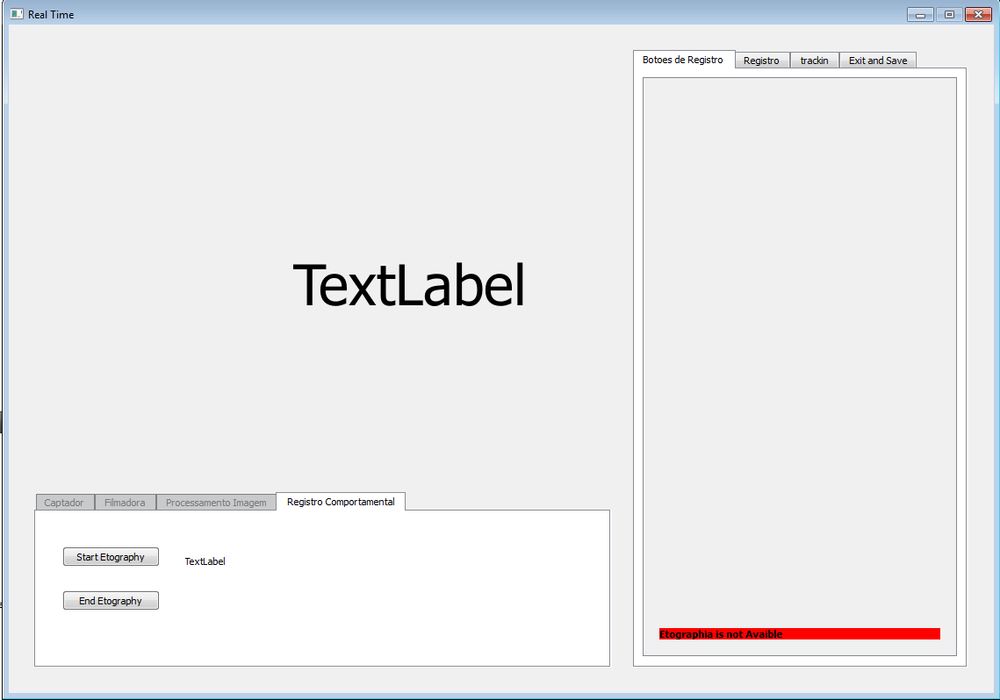 Real Time
Botoes de Registro Registro trackin Exit and Save
TextLabel
Captador Filmadora Processamento Imagem Registro Comportamental
Start Etography TextLabel
End Etography
Etographia is not Avaible